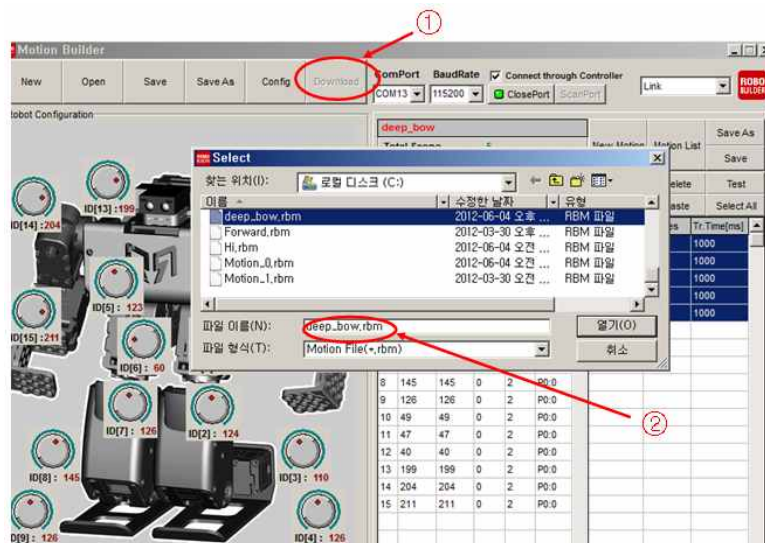 ①
Motion Builder
New Open Save Save As Config Download
ComPort BaudRate Connect through Controller
COM13 115200 ClosePort ScanPort Link ROBO BUILDER
Robot Configuration
deep_bow
Save As
New Motion Motion List
Save
Test
Select All
Tr.Time[ms]
1000
1000
1000
1000
1000
1000
Select
찾는 위치(I): 로컬 디스크 (C:)
이름 수정한 날짜 유형
deep_bow.rbm 2012-06-04 오후 ... RBM 파일
Forward.rbm 2012-03-30 오후 ... RBM 파일
Hi.rbm 2012-06-04 오전 ... RBM 파일
Motion_0.rbm 2012-06-04 오전 ... RBM 파일
Motion_1.rbm 2012-03-30 오전 ... RBM 파일
파일 이름(N): deep_bow.rbm 열기(O)
파일 형식(T): Motion File(*.rbm) 취소
②
ID[13] :199
ID[14] :204
ID[5] : 123
ID[15] :211
ID[6] : 60
ID[7] : 126 ID[2] : 124
ID[8] : 145 ID[3] : 110
ID[9] : 126 ID[4] : 126
8 145 145 0 2 P0:0
9 126 126 0 2 P0:0
10 49 49 0 2 P0:0
11 47 47 0 2 P0:0
12 40 40 0 2 P0:0
13 199 199 0 2 P0:0
14 204 204 0 2 P0:0
15 211 211 0 2 P0:0